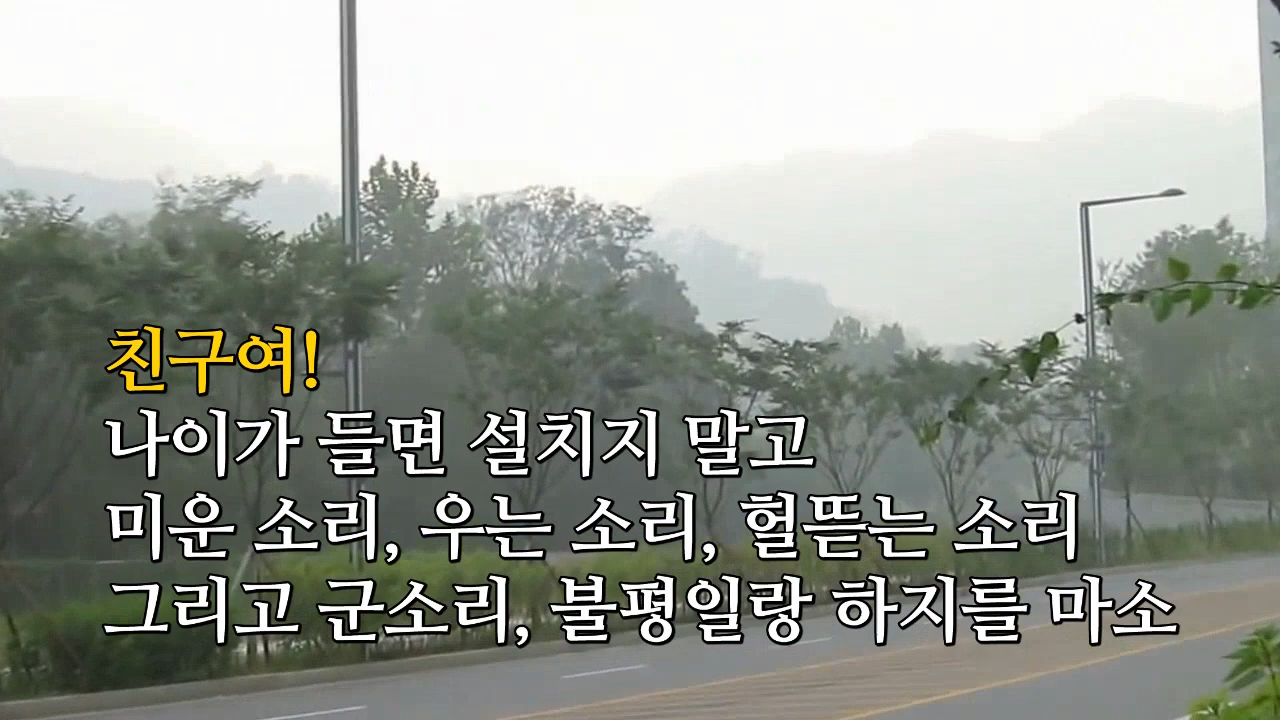 친구여!
나이가 들면 설치지 말고
미운 소리, 우는 소리, 헐뜯는 소리
그리고 군소리, 불평일랑 하지를 마소